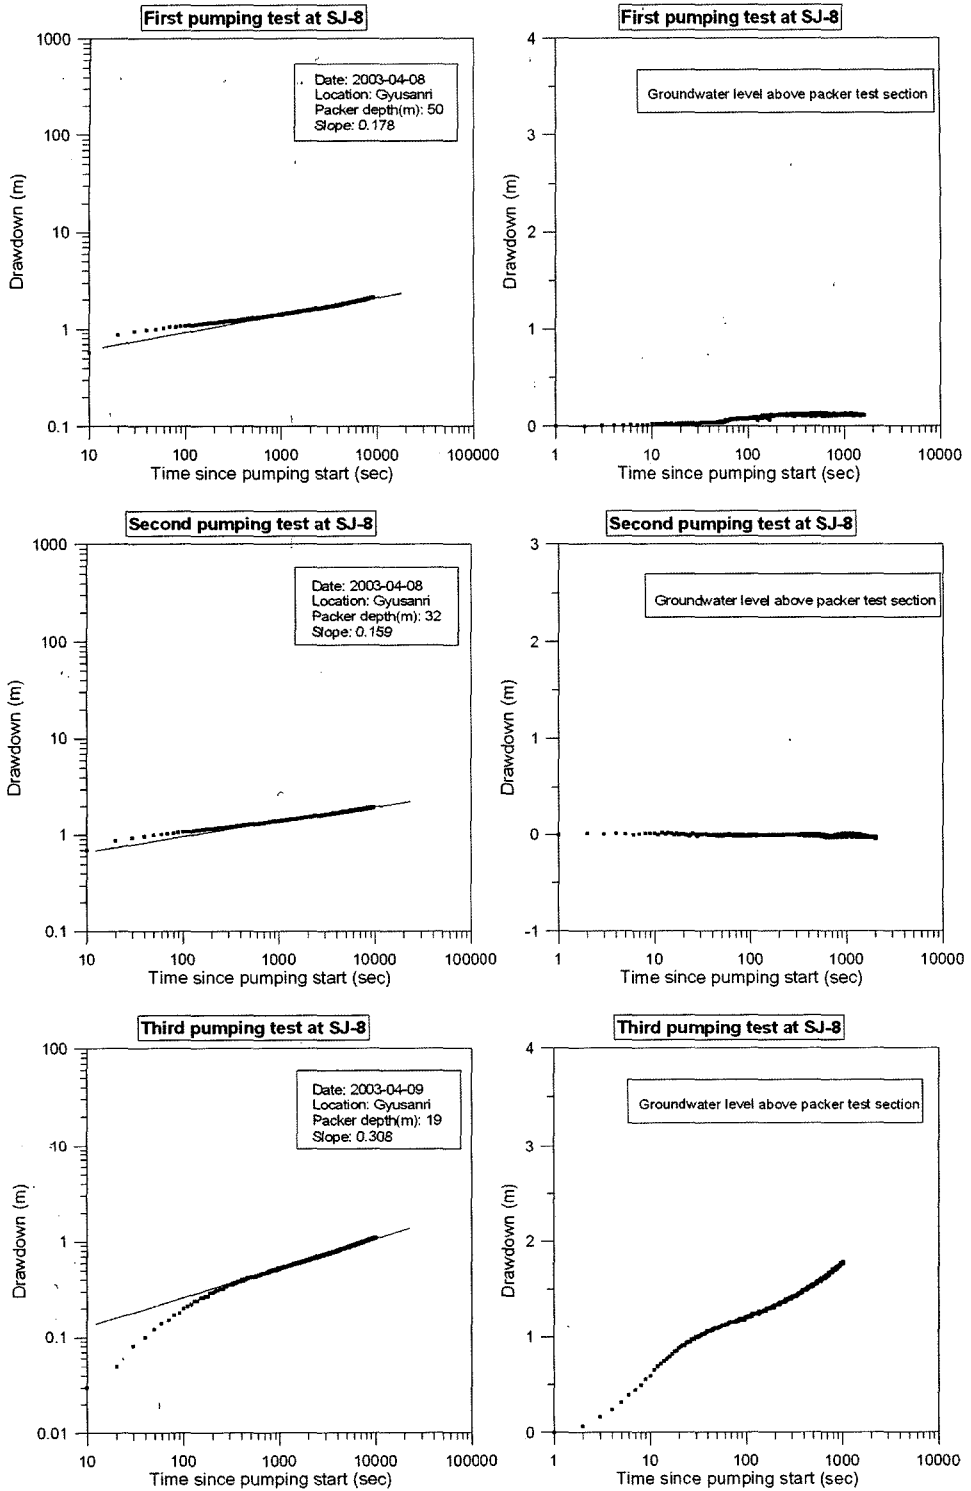 First pumping test at SJ-8
1000
100
10
1
0.1
Drawdown (m)
Date: 2003-04-08
Location: Gyusanri
Packer depth(m): 50
Slope: 0.178
10 100 1000 10000 100000
Time since pumping start (sec)
First pumping test at SJ-8
4
3
2
1
0
Drawdown (m)
Groundwater level above packer test section
1 10 100 1000 10000
Time since pumping start (sec)
Second pumping test at SJ-8
1000
100
10
1
0.1
Drawdown (m)
Date: 2003-04-08
Location: Gyusanri
Packer depth(m): 32
Slope: 0.159
10 100 1000 10000 100000
Time since pumping start (sec)
Second pumping test at SJ-8
3
2
1
0
-1
Drawdown (m)
Groundwater level above packer test section
1 10 100 1000 10000
Time since pumping start (sec)
Third pumping test at SJ-8
100
10
1
0.1
0.01
Drawdown (m)
Date: 2003-04-09
Location: Gyusanri
Packer depth(m): 19
Slope: 0.308
10 100 1000 10000 100000
Time since pumping start (sec)
Third pumping test at SJ-8
4
3
2
1
0
Drawdown (m)
Groundwater level above packer test section
1 10 100 1000 10000
Time since pumping start (sec)